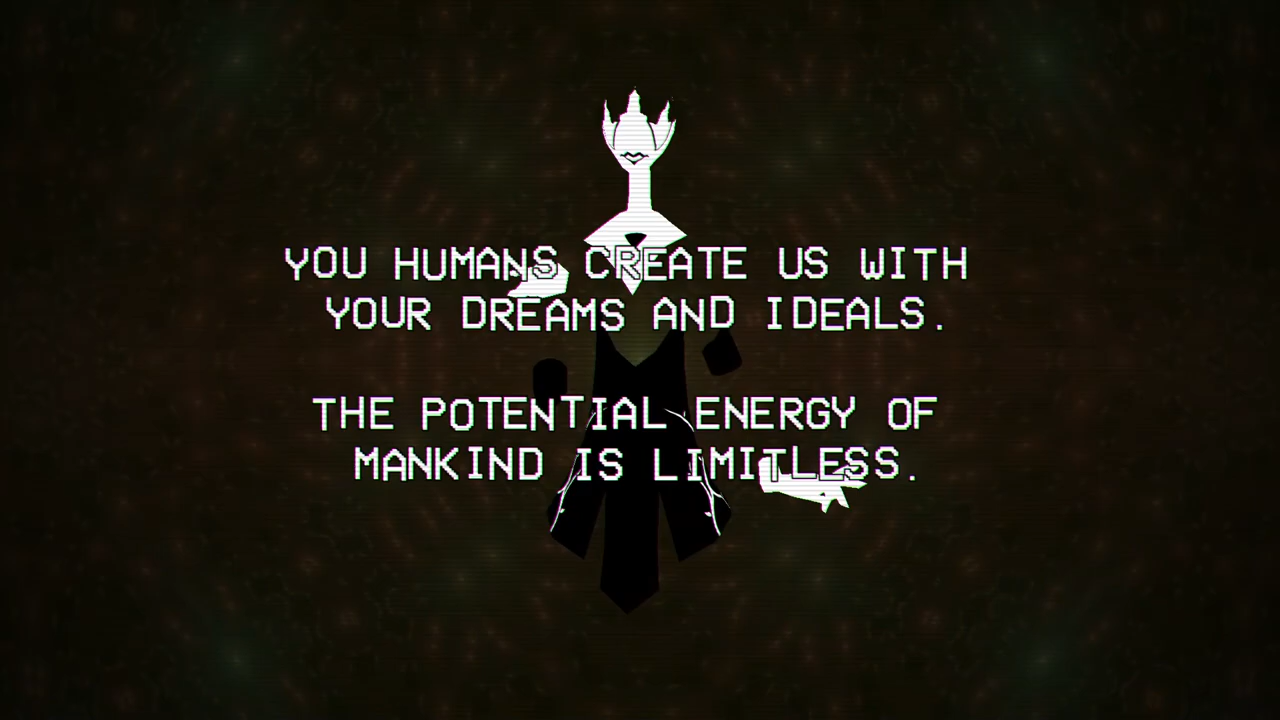 YOU HUMANS CREATE US WITH
YOUR DREAMS AND IDEALS.
THE POTENTIAL ENERGY OF
MANKIND IS LIMITLESS.